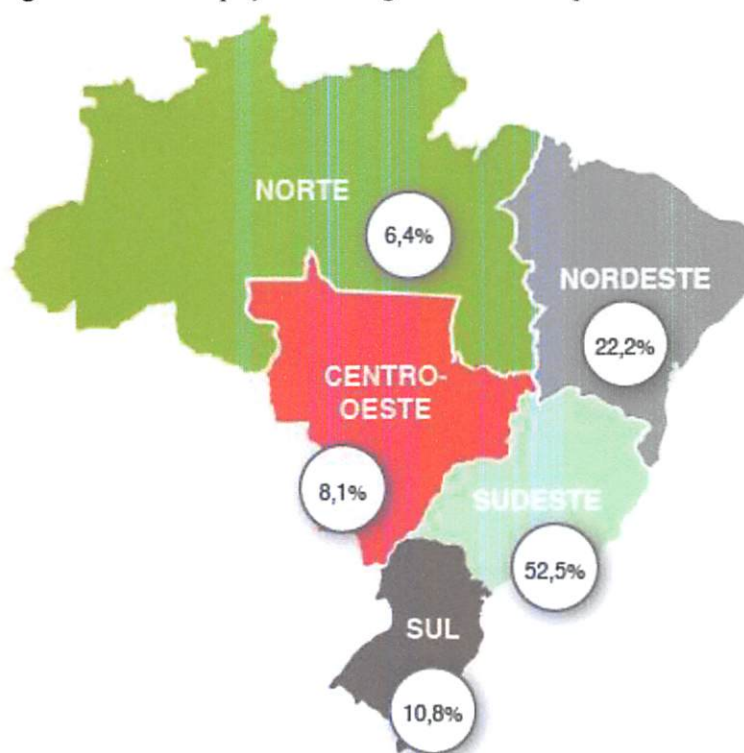 NORTE
6,4%
NORDESTE
22,2%
CENTRO-
OESTE
8,1%
SUDESTE
52,5%
SUL
10,8%